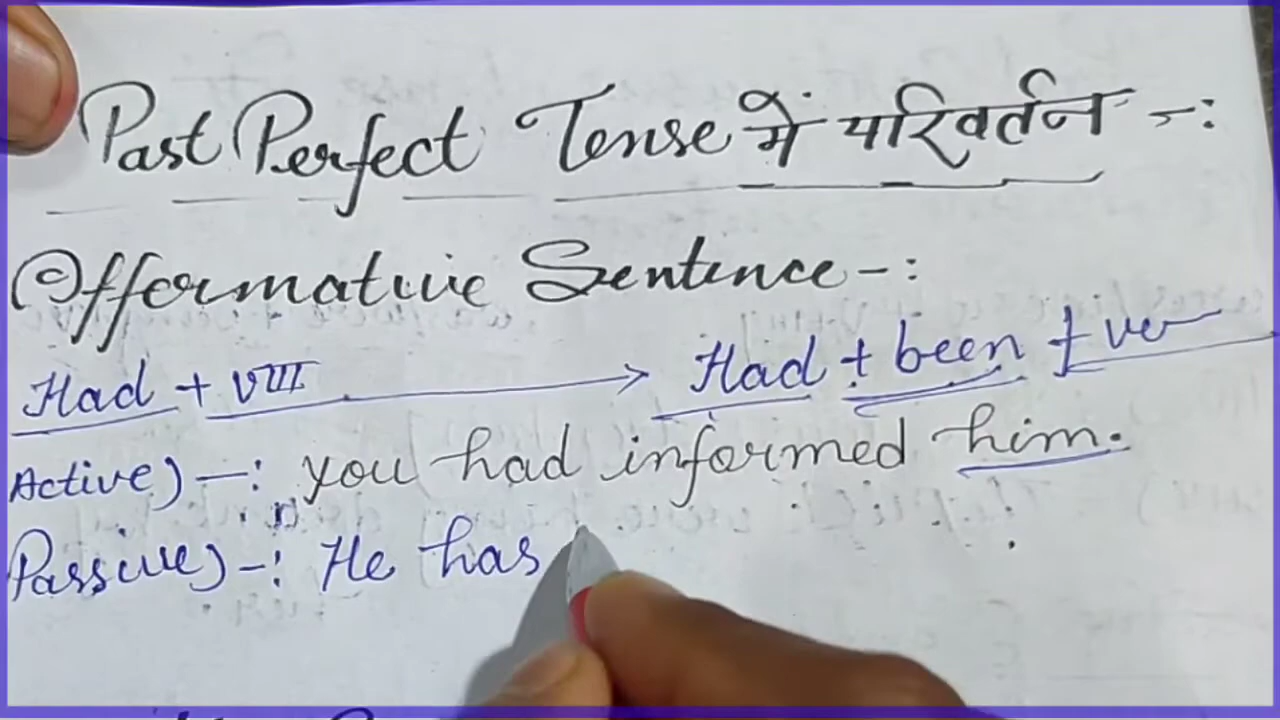 Past Perfect Tense में परिवर्तन -:
Offermative Sentence -:
Had + VIII → Had + been + ve
Active) -: you had informed him.
Passive) -: He has